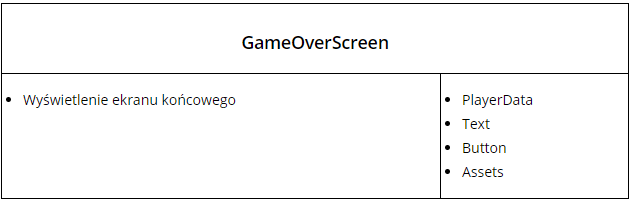 GameOverScreen
Wyświetlenie ekranu końcowego
PlayerData
Text
Button
Assets